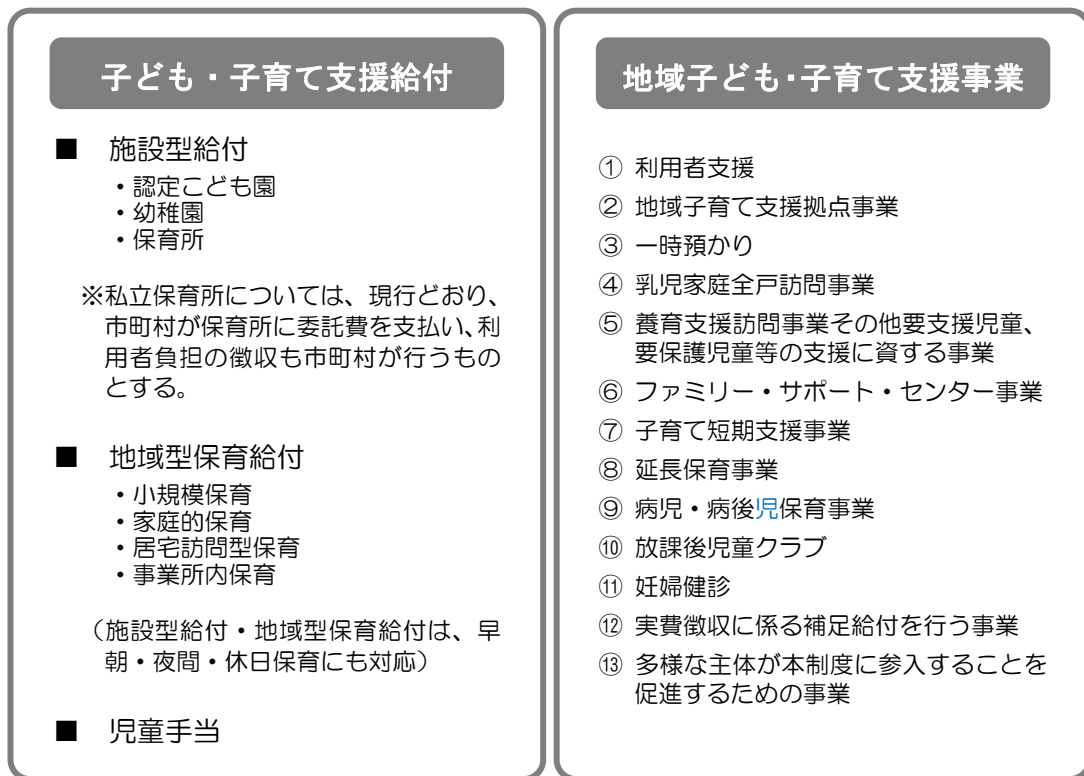 子ども・子育て支援給付
■ 施設型給付
・認定こども園
・幼稚園
・保育所
※私立保育所については、現行どおり、
市町村が保育所に委託費を支払い、利
用者負担の徴収も市町村が行うもの
とする。
■ 地域型保育給付
・小規模保育
・家庭的保育
・居宅訪問型保育
・事業所内保育
（施設型給付・地域型保育給付は、早
朝・夜間・休日保育にも対応）
■ 児童手当
地域子ども・子育て支援事業
① 利用者支援
② 地域子育て支援拠点事業
③ 一時預かり
④ 乳児家庭全戸訪問事業
⑤ 養育支援訪問事業その他要支援児童、
要保護児童等の支援に資する事業
⑥ ファミリー・サポート・センター事業
⑦ 子育て短期支援事業
⑧ 延長保育事業
⑨ 病児・病後児保育事業
⑩ 放課後児童クラブ
⑪ 妊婦健診
⑫ 実費徴収に係る補足給付を行う事業
⑬ 多様な主体が本制度に参入することを
促進するための事業